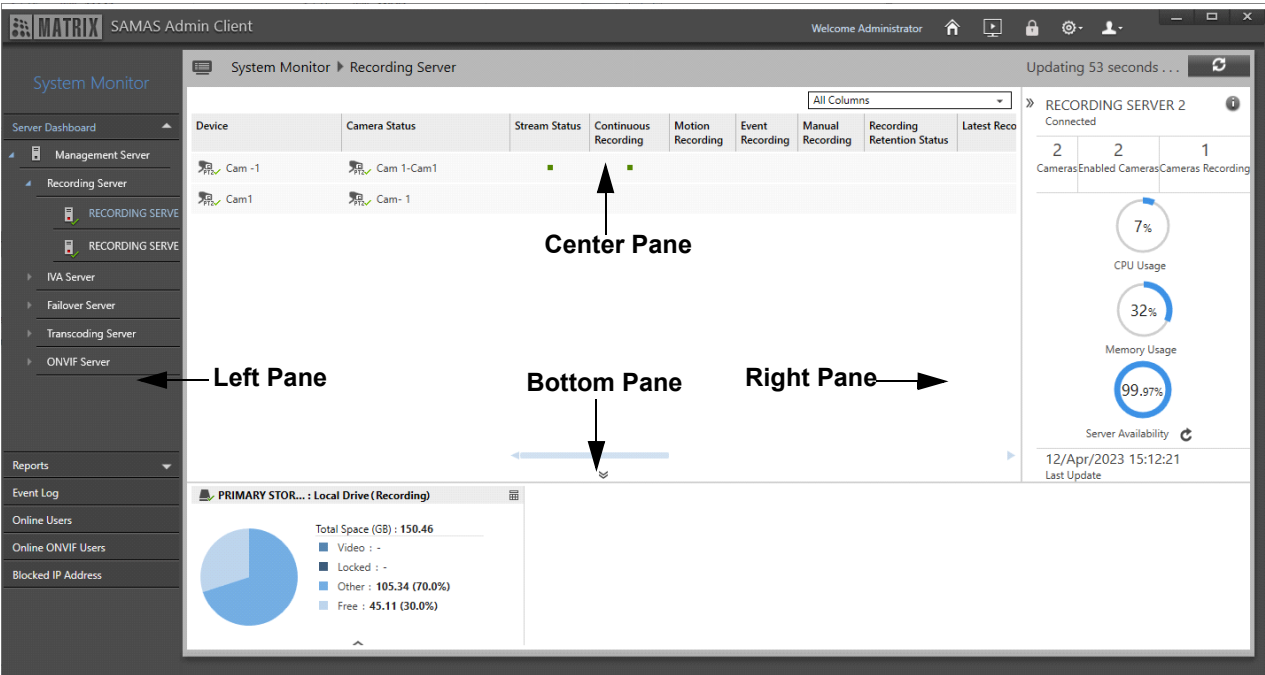 MATRIX SAMAS Admin Client
Welcome Administrator
System Monitor
Server Dashboard
Management Server
Recording Server
RECORDING SERVE
RECORDING SERVE
IVA Server
Failover Server
Transcoding Server
ONVIF Server
Reports
Event Log
Online Users
Online ONVIF Users
Blocked IP Address
System Monitor Recording Server
Updating 53 seconds . . .
All Columns
Device Camera Status Stream Status Continuous Recording Motion Recording Event Recording Manual Recording Recording Retention Status Latest Reco
PTZ Cam -1 PTZ Cam 1-Cam1
PTZ Cam1 PTZ Cam- 1
Center Pane
Left Pane
Bottom Pane
Right Pane
RECORDING SERVER 2
Connected
2 2 1
Cameras Enabled Cameras Cameras Recording
7%
CPU Usage
32%
Memory Usage
99.97%
Server Availability
12/Apr/2023 15:12:21
Last Update
PRIMARY STOR... : Local Drive (Recording)
Total Space (GB) : 150.46
Video : -
Locked : -
Other : 105.34 (70.0%)
Free : 45.11 (30.0%)